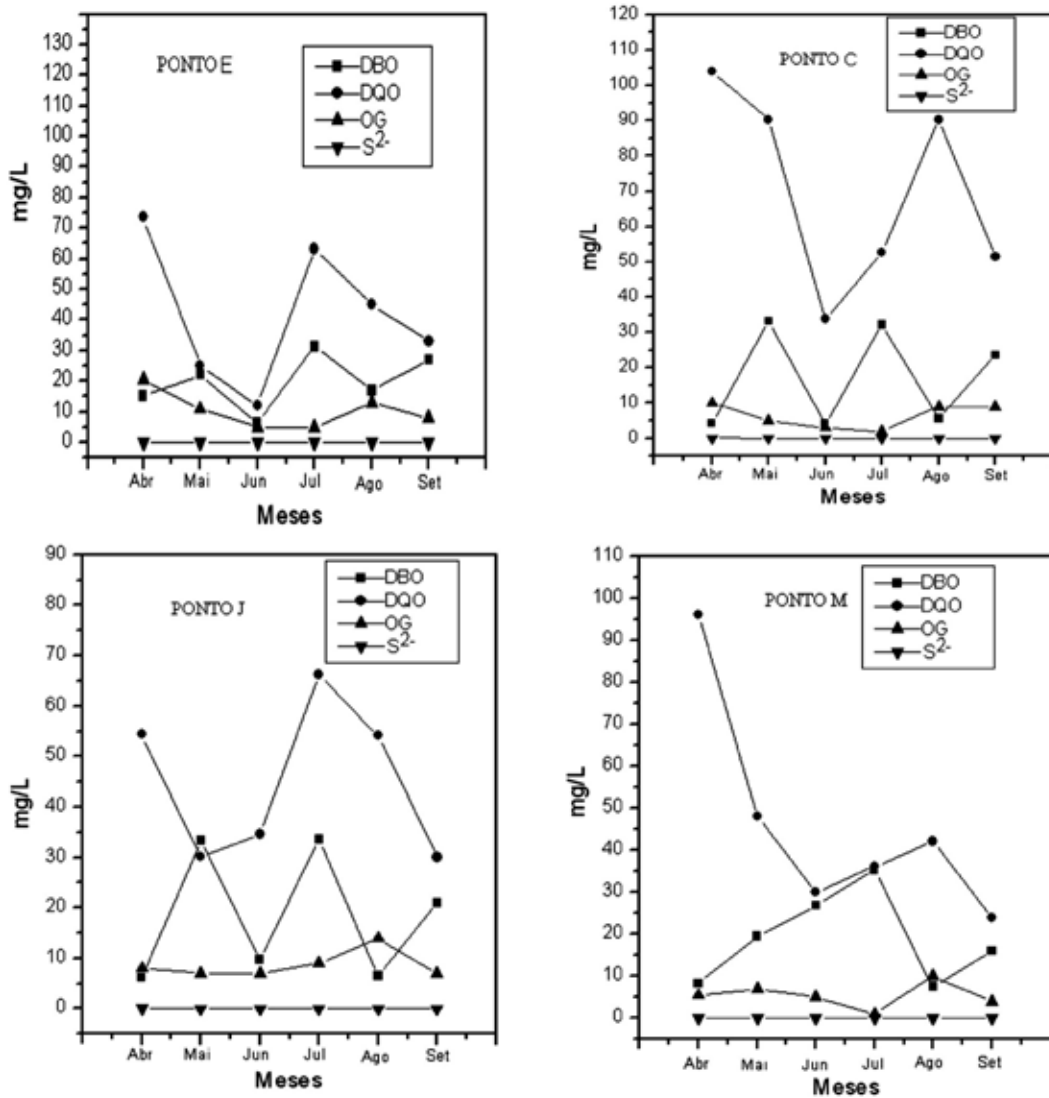 PONTO E
DBO
DQO
OG
S2-
mg/L
130
120
110
100
90
80
70
60
50
40
30
20
10
0
Abr Mai Jun Jul Ago Set
Meses
PONTO C
DBO
DQO
OG
S2-
mg/L
120
110
100
90
80
70
60
50
40
30
20
10
0
Abr Mai Jun Jul Ago Set
Meses
PONTO J
DBO
DQO
OG
S2-
mg/L
90
80
70
60
50
40
30
20
10
0
Abr Mai Jun Jul Ago Set
Meses
PONTO M
DBO
DQO
OG
S2-
mg/L
110
100
90
80
70
60
50
40
30
20
10
0
Abr Mai Jun Jul Ago Set
Meses